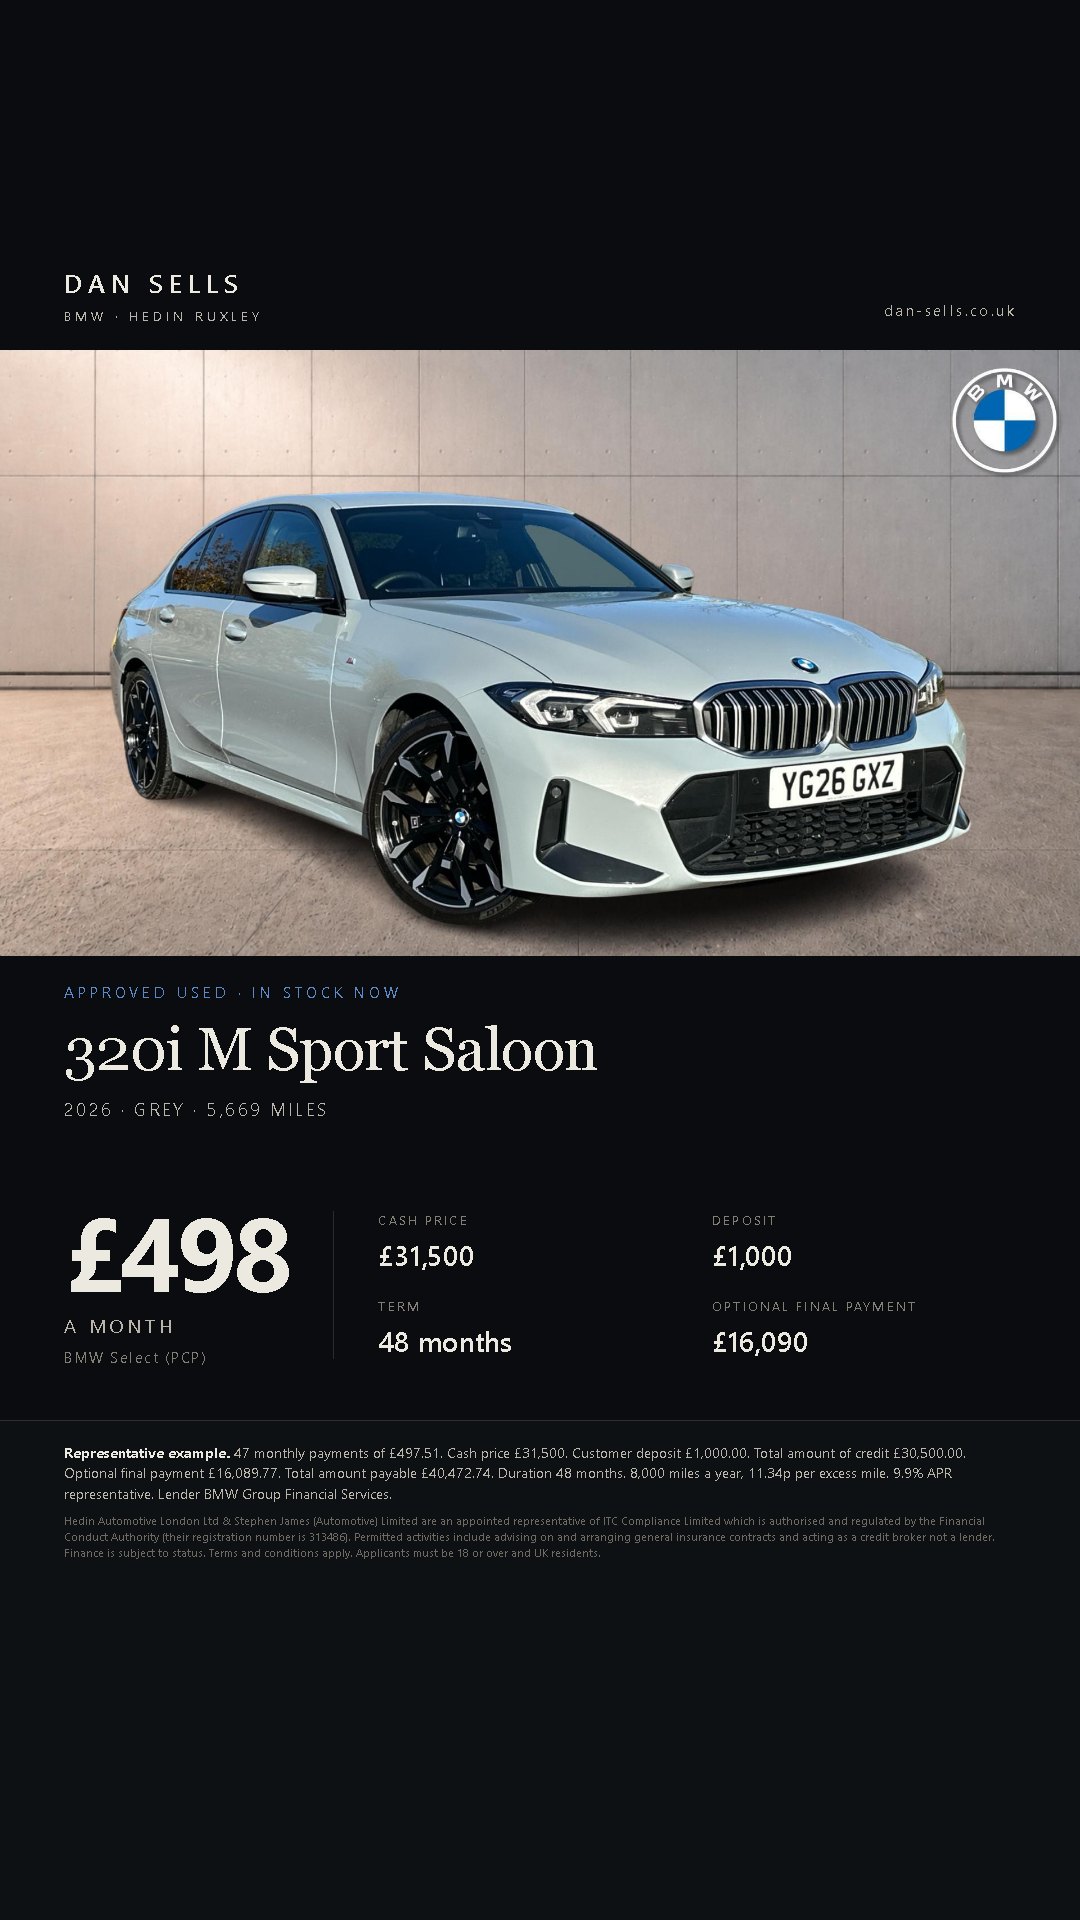 DAN SELLS
BMW · HEDIN RUXLEY
dan-sells.co.uk
BMW
YG26 GXZ
APPROVED USED · IN STOCK NOW
320i M Sport Saloon
2026 · GREY · 5,669 MILES
£498
A MONTH
BMW Select (PCP)
CASH PRICE
£31,500
DEPOSIT
£1,000
TERM
48 months
OPTIONAL FINAL PAYMENT
£16,090
Representative example. 47 monthly payments of £497.51. Cash price £31,500. Customer deposit £1,000.00. Total amount of credit £30,500.00.
Optional final payment £16,089.77. Total amount payable £40,472.74. Duration 48 months. 8,000 miles a year, 11.34p per excess mile. 9.9% APR
representative. Lender BMW Group Financial Services.
Hedin Automotive London Ltd & Stephen James (Automotive) Limited are an appointed representative of ITC Compliance Limited which is authorised and regulated by the Financial
Conduct Authority (their registration number is 313486). Permitted activities include advising on and arranging general insurance contracts and acting as a credit broker not a lender.
Finance is subject to status. Terms and conditions apply. Applicants must be 18 or over and UK residents.